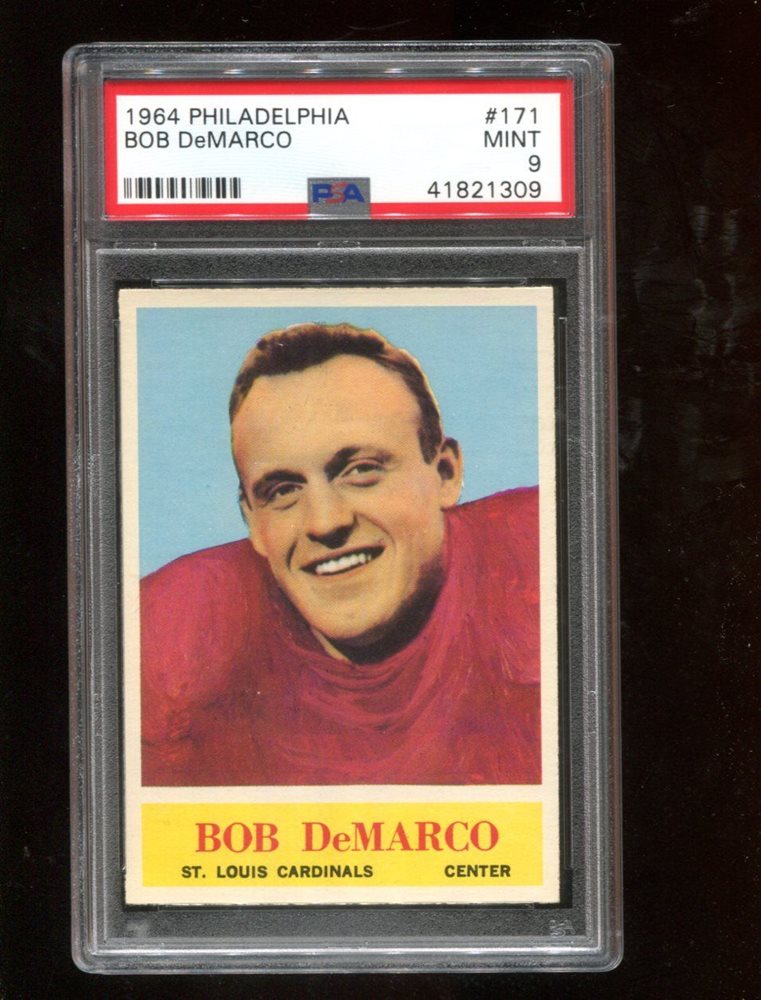 1964 PHILADELPHIA #171
BOB DeMARCO MINT
9
PSA 41821309
BOB DeMARCO
ST. LOUIS CARDINALS CENTER